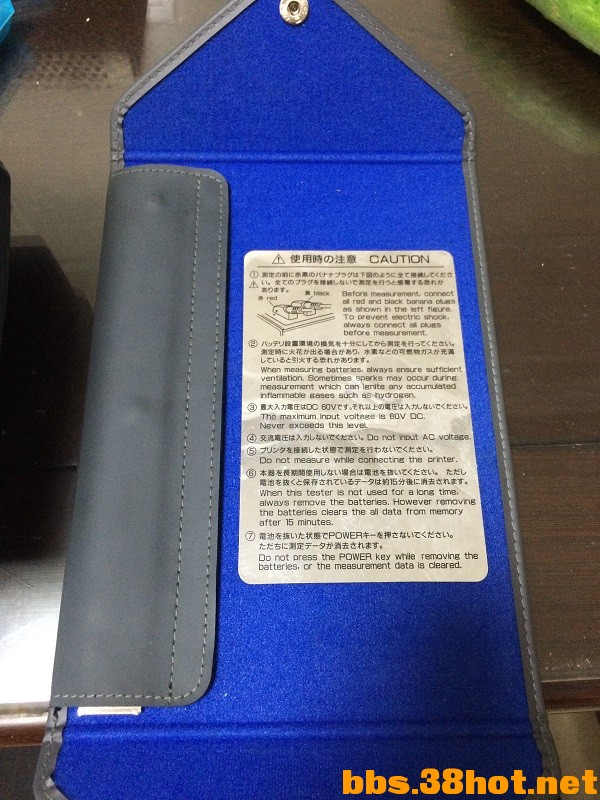 ⚠ 使用時の注意 CAUTION
① 測定の前に赤黒のバナナプラグは下図のように全て接続してくださ
い。全てのプラグを接続しないで測定を行うと感電する恐れが
⚠ あります。
赤 red
黒 black
Before measurement, connect
all red and black banana plugs
as shown in the left figure.
To prevent electric shock,
always connect all plugs
before measurement.
② バッテリ設置環境の換気を十分にしてから測定を行ってください。
測定時に火花が出る場合があり、水素などの可燃物ガスが充満
していると引火する恐れがあります。
When measuring batteries, always ensure sufficient
ventilation. Sometimes sparks may occur during
measurement which can ignite any accumulated
inflammable gases such as hydrogen.
③ 最大入力電圧はDC 60Vです。それ以上の電圧は入力しないでください。
The maximum input voltage is 60V DC.
Never exceeds this level.
④ 交流電圧は入力しないでください。Do not input AC voltage.
⑤ プリンタを接続した状態で測定を行わないでください。
Do not measure while connecting the printer.
⑥ 本器を長期間使用しない場合は電池を抜いてください。 ただし
電池を抜くと保存されているデータは約15分後に消去されます。
When this tester is not used for a long time,
always remove the batteries. However removing
the batteries clears the all data from memory
after 15 minutes.
⑦ 電池を抜いた状態でPOWERキーを押さないでください。
ただちに測定データが消去されます。
Do not press the POWER key while removing the
batteries, or the measurement data is cleared.
bbs.38hot.net